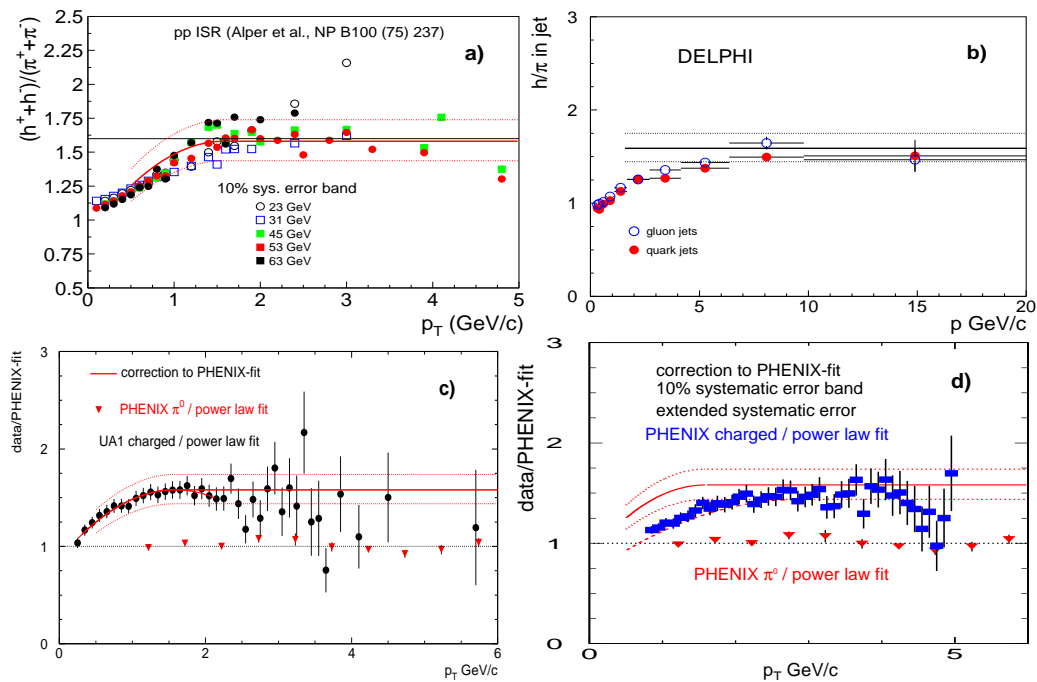 pp ISR (Alper et al., NP B100 (75) 237)
a)
(h⁺+h⁻)/(π⁺+π⁻)
2.5
2.25
2
1.75
1.5
1.25
1
0.75
0.5
10% sys. error band
23 GeV
31 GeV
45 GeV
53 GeV
63 GeV
0 1 2 3 4 5
p_T (GeV/c)
b)
DELPHI
h/π in jet
3
2
1
0
gluon jets
quark jets
0 5 10 15 20
p GeV/c
c)
data/PHENIX-fit
3
2
1
0
correction to PHENIX-fit
PHENIX π⁰ / power law fit
UA1 charged / power law fit
0 2 4 6
p_T GeV/c
d)
data/PHENIX-fit
3
2
1
0
correction to PHENIX-fit
10% systematic error band
extended systematic error
PHENIX charged / power law fit
PHENIX π⁰ / power law fit
0 5
p_T GeV/c